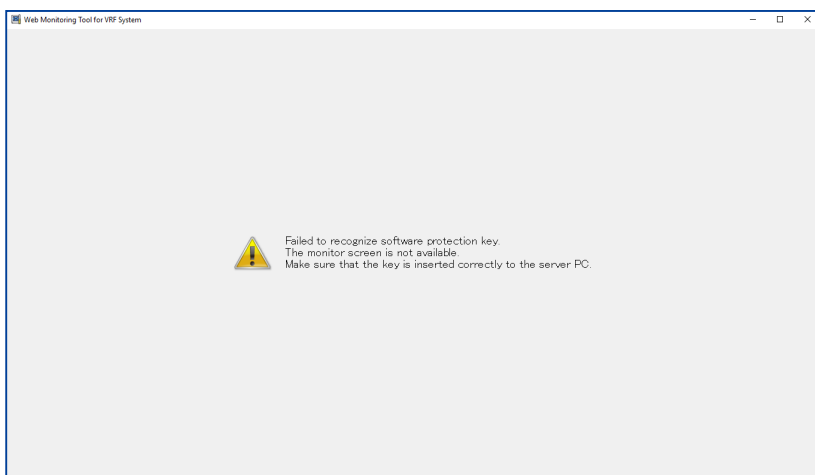 Web Monitoring Tool for VRF System
Failed to recognize software protection key.
The monitor screen is not available.
Make sure that the key is inserted correctly to the server PC.